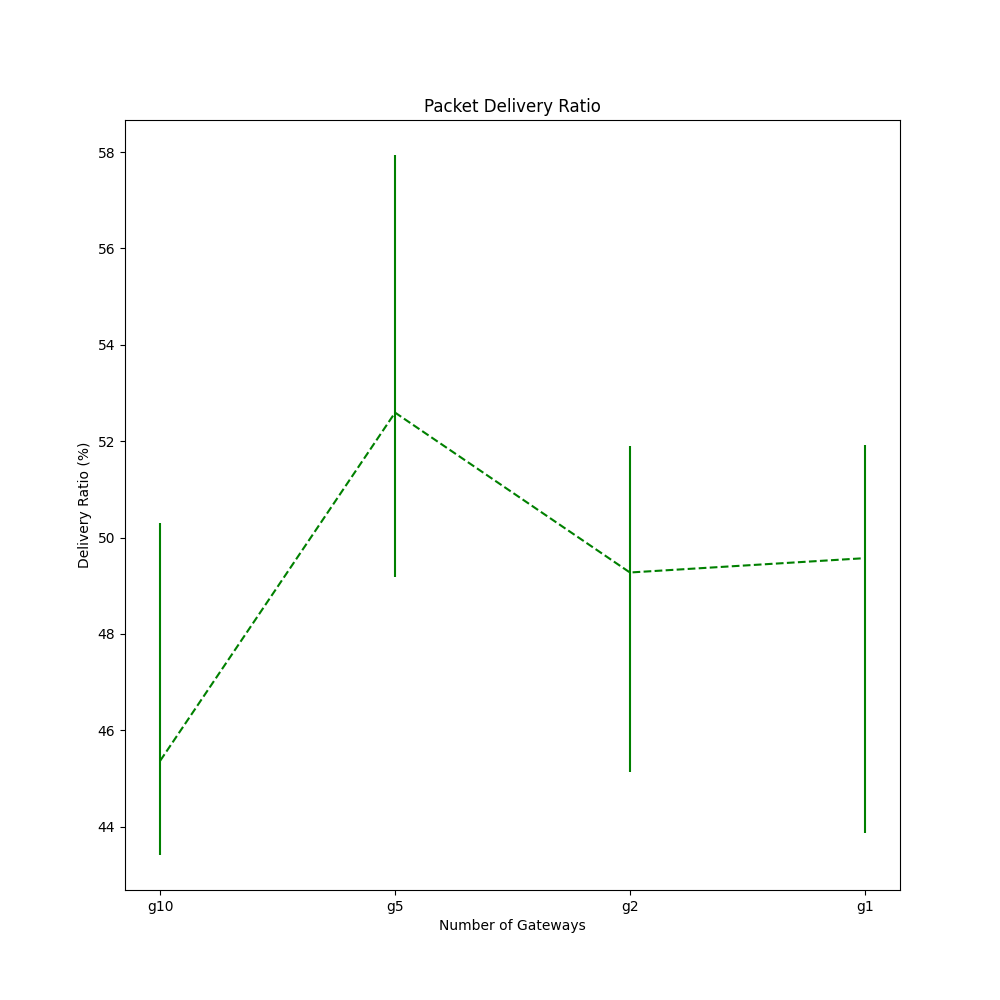 Packet Delivery Ratio
58
56
54
52
50
48
46
44
Delivery Ratio (%)
g10 g5 g2 g1
Number of Gateways